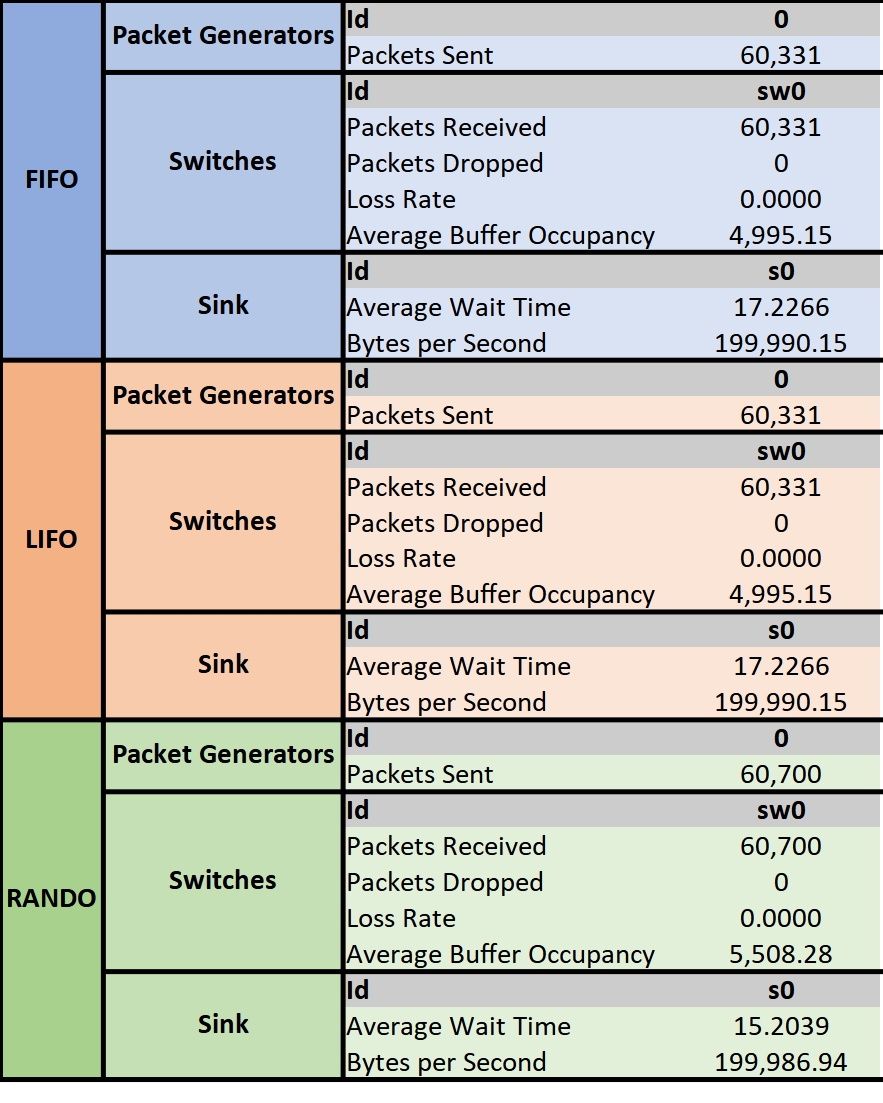 FIFO
Packet Generators
Id 0
Packets Sent 60,331
Switches
Id sw0
Packets Received 60,331
Packets Dropped 0
Loss Rate 0.0000
Average Buffer Occupancy 4,995.15
Sink
Id s0
Average Wait Time 17.2266
Bytes per Second 199,990.15
LIFO
Packet Generators
Id 0
Packets Sent 60,331
Switches
Id sw0
Packets Received 60,331
Packets Dropped 0
Loss Rate 0.0000
Average Buffer Occupancy 4,995.15
Sink
Id s0
Average Wait Time 17.2266
Bytes per Second 199,990.15
RANDO
Packet Generators
Id 0
Packets Sent 60,700
Switches
Id sw0
Packets Received 60,700
Packets Dropped 0
Loss Rate 0.0000
Average Buffer Occupancy 5,508.28
Sink
Id s0
Average Wait Time 15.2039
Bytes per Second 199,986.94